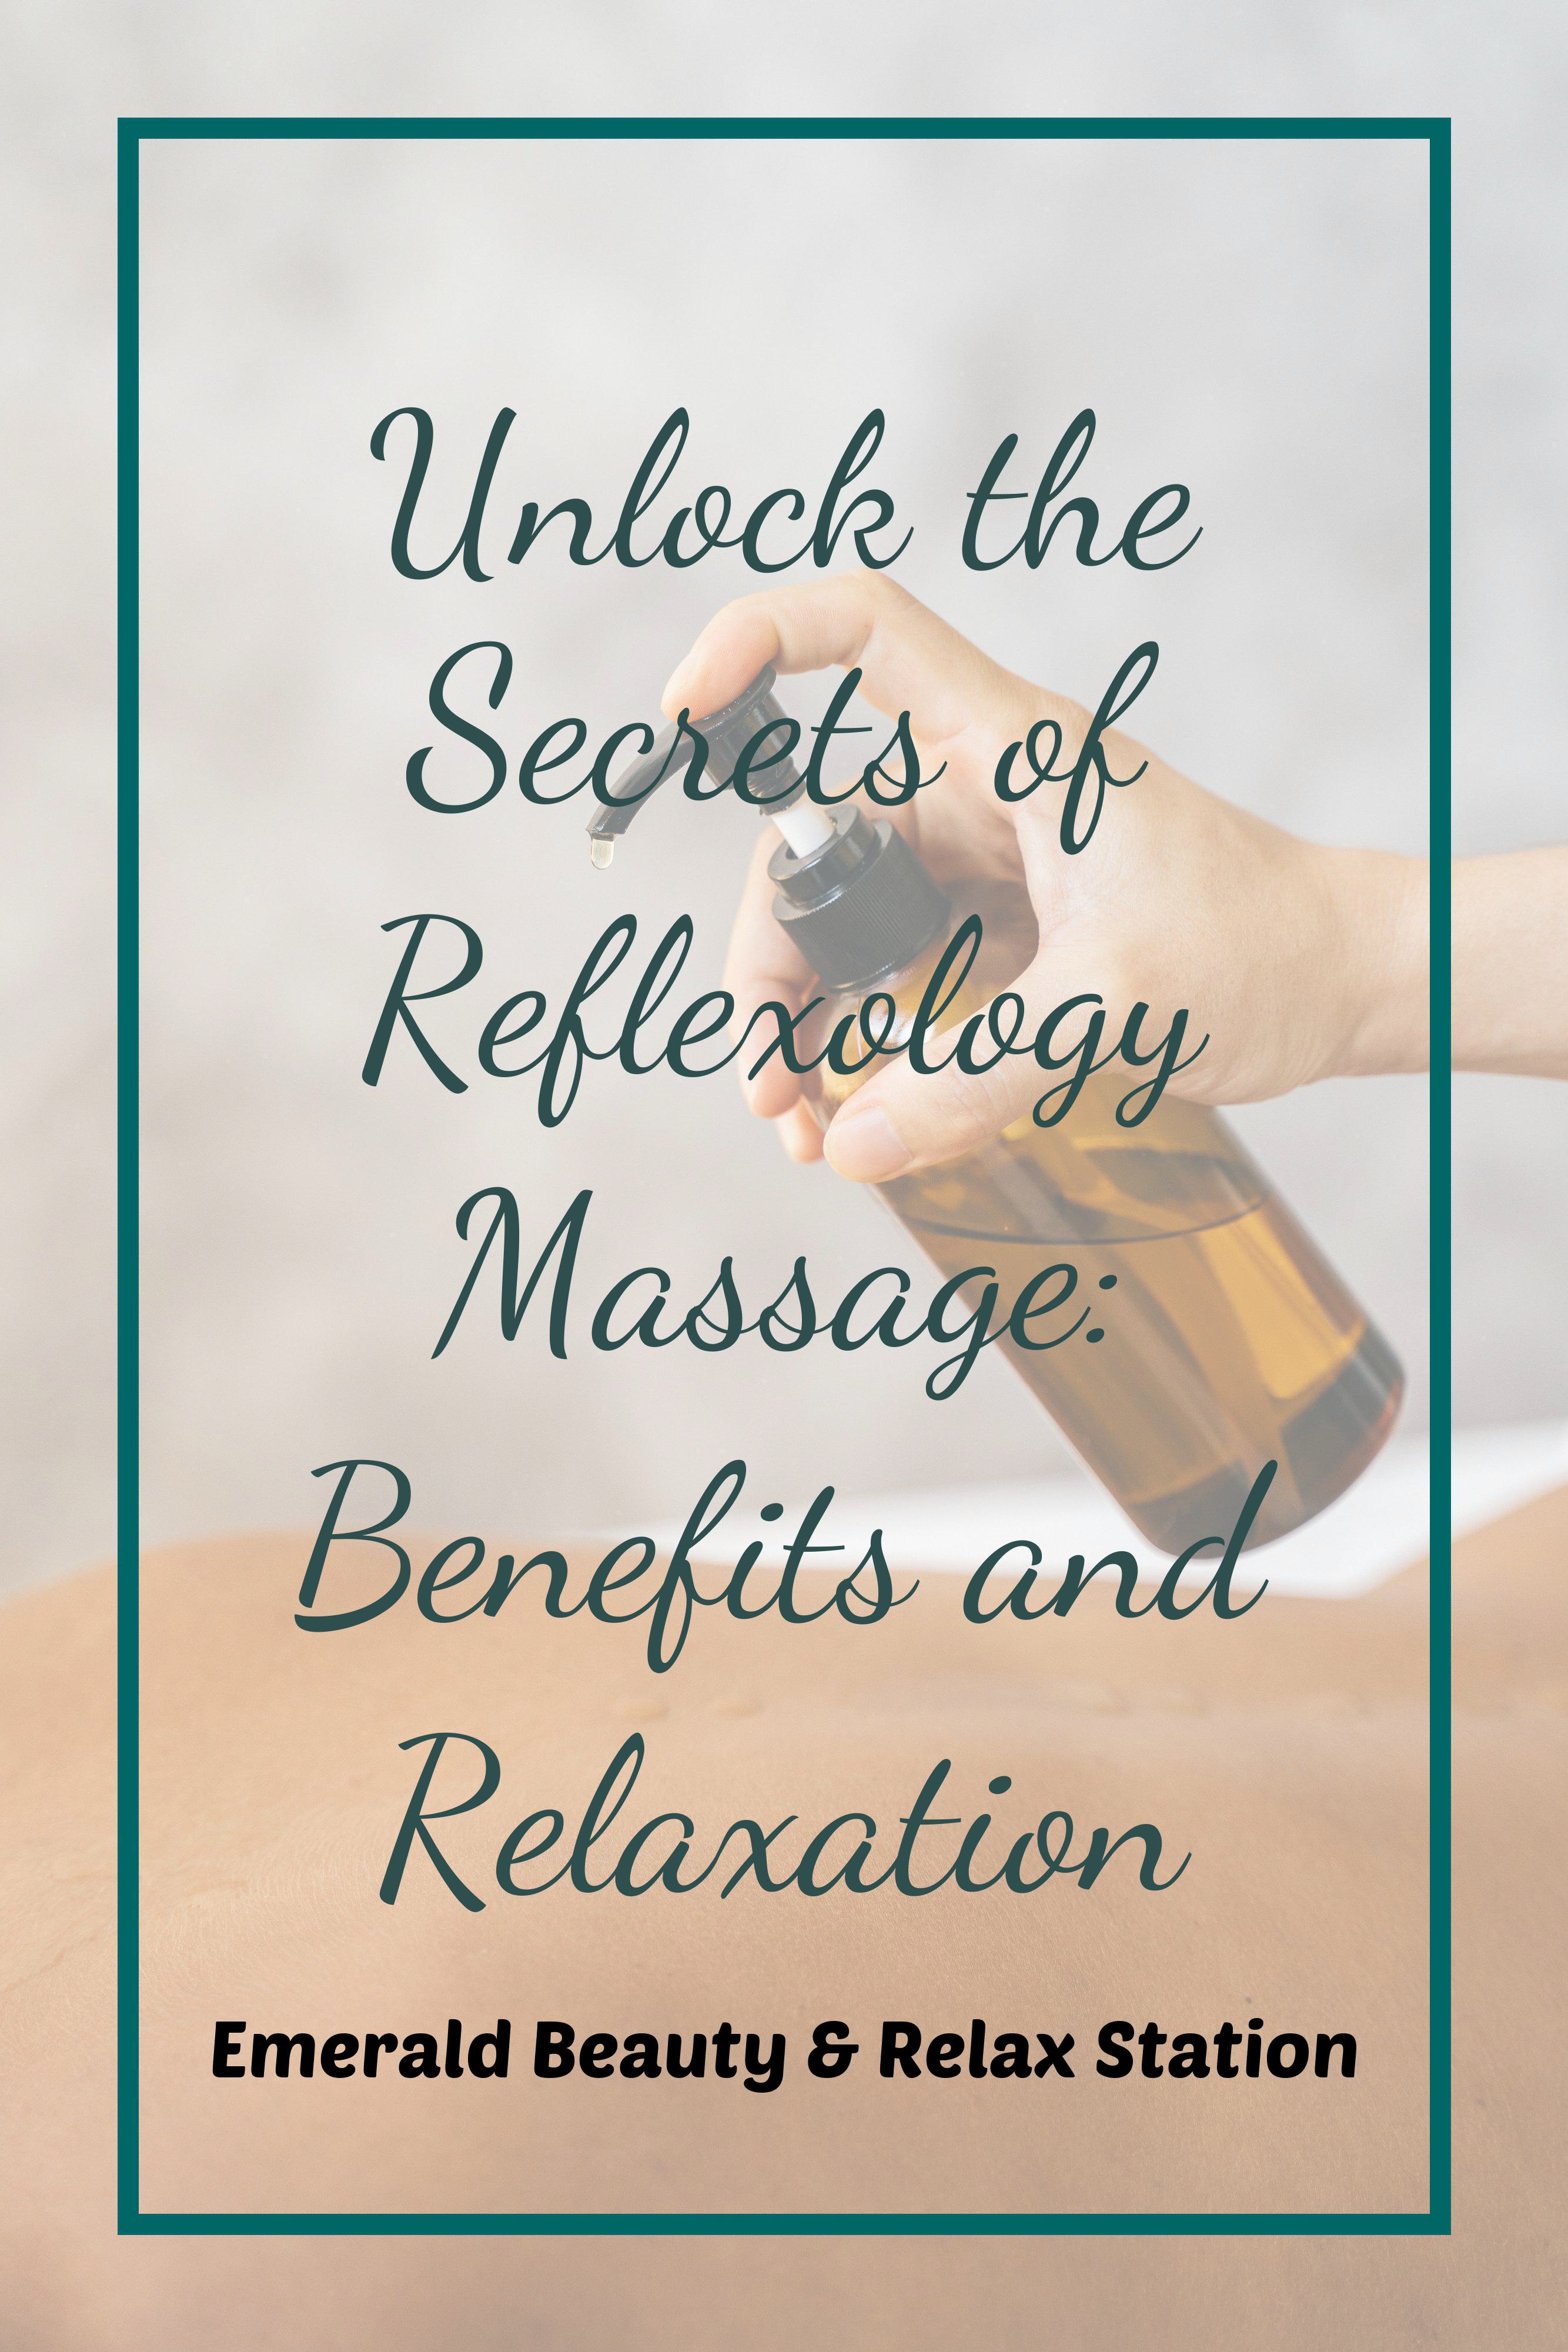 Unlock the
Secrets of
Reflexology
Massage:
Benefits and
Relaxation
Emerald Beauty & Relax Station